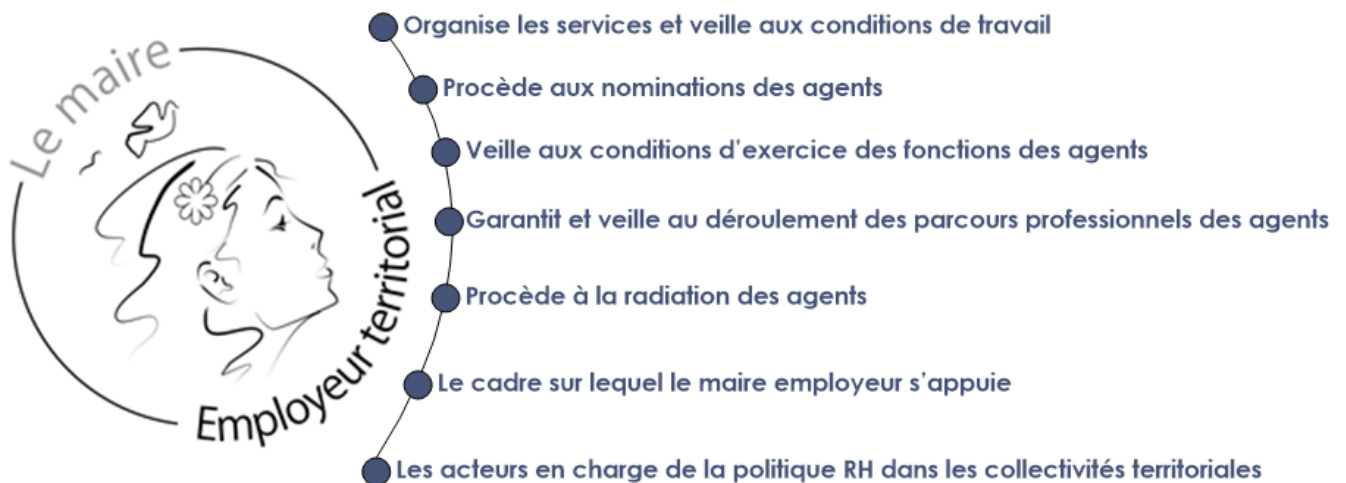 Le maire
Employeur territorial
Organise les services et veille aux conditions de travail
Procède aux nominations des agents
Veille aux conditions d'exercice des fonctions des agents
Garantit et veille au déroulement des parcours professionnels des agents
Procède à la radiation des agents
Le cadre sur lequel le maire employeur s'appuie
Les acteurs en charge de la politique RH dans les collectivités territoriales